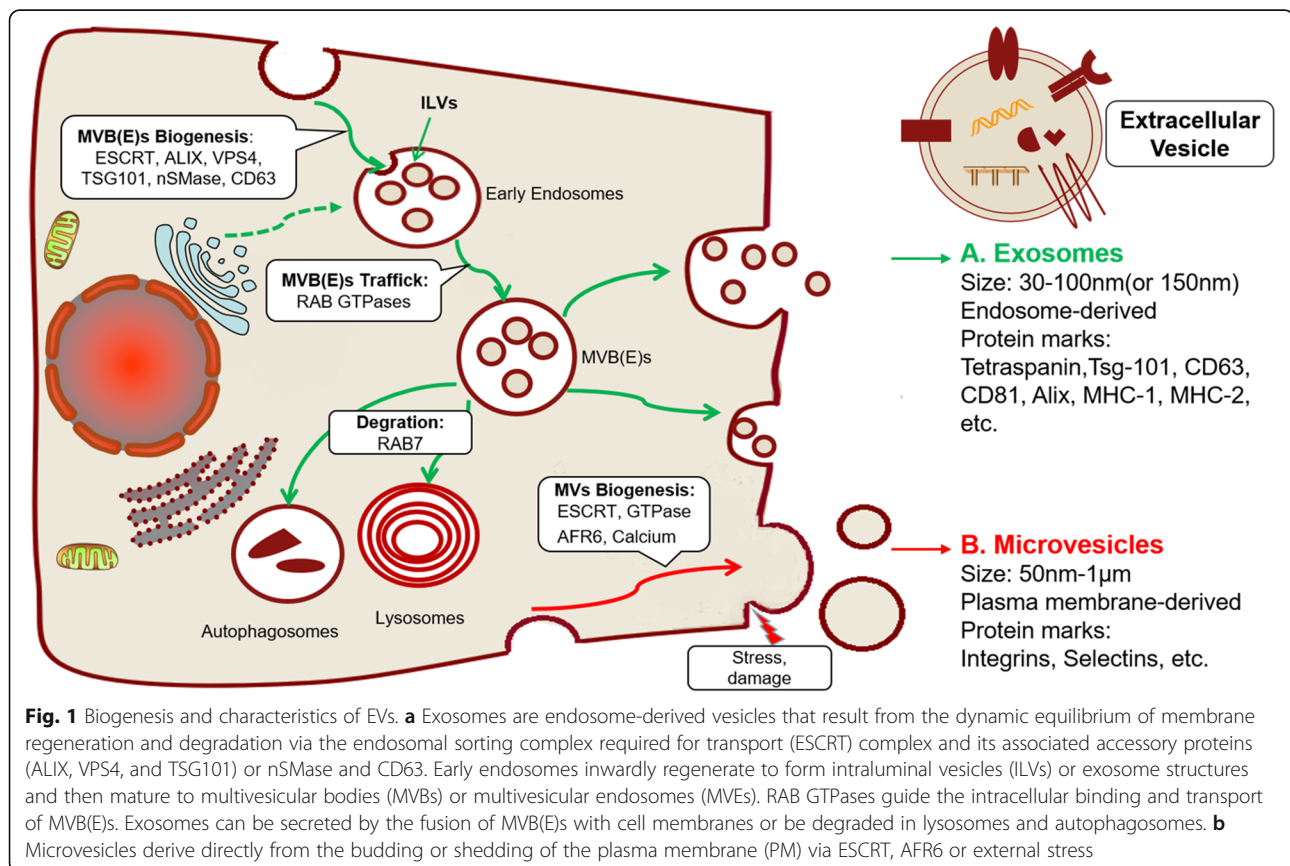 MVB(E)s Biogenesis:
ESCRT, ALIX, VPS4,
TSG101, nSMase, CD63
ILVs
Early Endosomes
MVB(E)s Traffick:
RAB GTPases
MVB(E)s
Degration:
RAB7
Autophagosomes
Lysosomes
MVs Biogenesis:
ESCRT, GTPase
AFR6, Calcium
Stress,
damage
Extracellular
Vesicle
A. Exosomes
Size: 30-100nm(or 150nm)
Endosome-derived
Protein marks:
Tetraspanin,Tsg-101, CD63,
CD81, Alix, MHC-1, MHC-2,
etc.
B. Microvesicles
Size: 50nm-1μm
Plasma membrane-derived
Protein marks:
Integrins, Selectins, etc.
Fig. 1 Biogenesis and characteristics of EVs. a Exosomes are endosome-derived vesicles that result from the dynamic equilibrium of membrane
regeneration and degradation via the endosomal sorting complex required for transport (ESCRT) complex and its associated accessory proteins
(ALIX, VPS4, and TSG101) or nSMase and CD63. Early endosomes inwardly regenerate to form intraluminal vesicles (ILVs) or exosome structures
and then mature to multivesicular bodies (MVBs) or multivesicular endosomes (MVEs). RAB GTPases guide the intracellular binding and transport
of MVB(E)s. Exosomes can be secreted by the fusion of MVB(E)s with cell membranes or be degraded in lysosomes and autophagosomes. b
Microvesicles derive directly from the budding or shedding of the plasma membrane (PM) via ESCRT, AFR6 or external stress